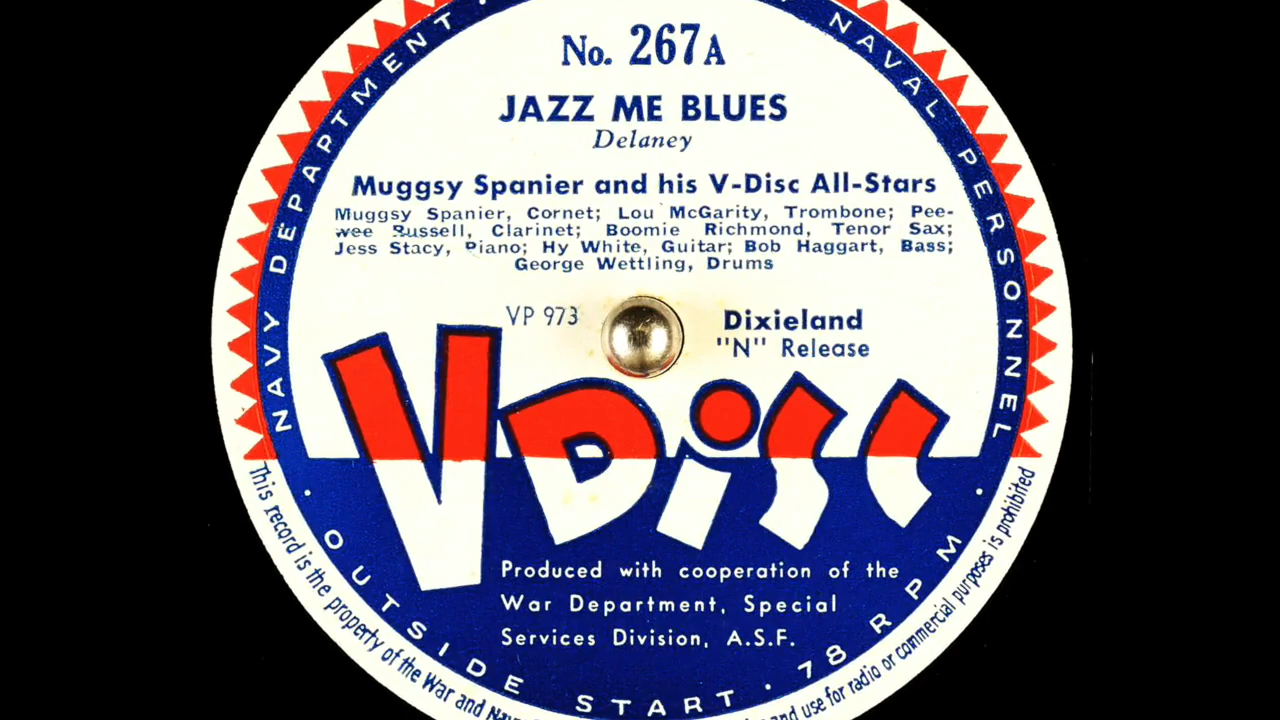 No. 267A
JAZZ ME BLUES
Delaney
Muggsy Spanier and his V-Disc All-Stars
Muggsy Spanier, Cornet; Lou McGarity, Trombone; Pee-
wee Russell, Clarinet; Boomie Richmond, Tenor Sax;
Jess Stacy, Piano; Hy White, Guitar; Bob Haggart, Bass;
George Wettling, Drums
VP 973
Dixieland
"N" Release
V DISC
Produced with cooperation of the
War Department, Special
Services Division, A.S.F.
NAVY DEPARTMENT ·
NAVAL PERSONNEL
· OUTSIDE START · 78 RPM ·
This record is the property of the War and
and use for radio or commercial purposes is prohibited